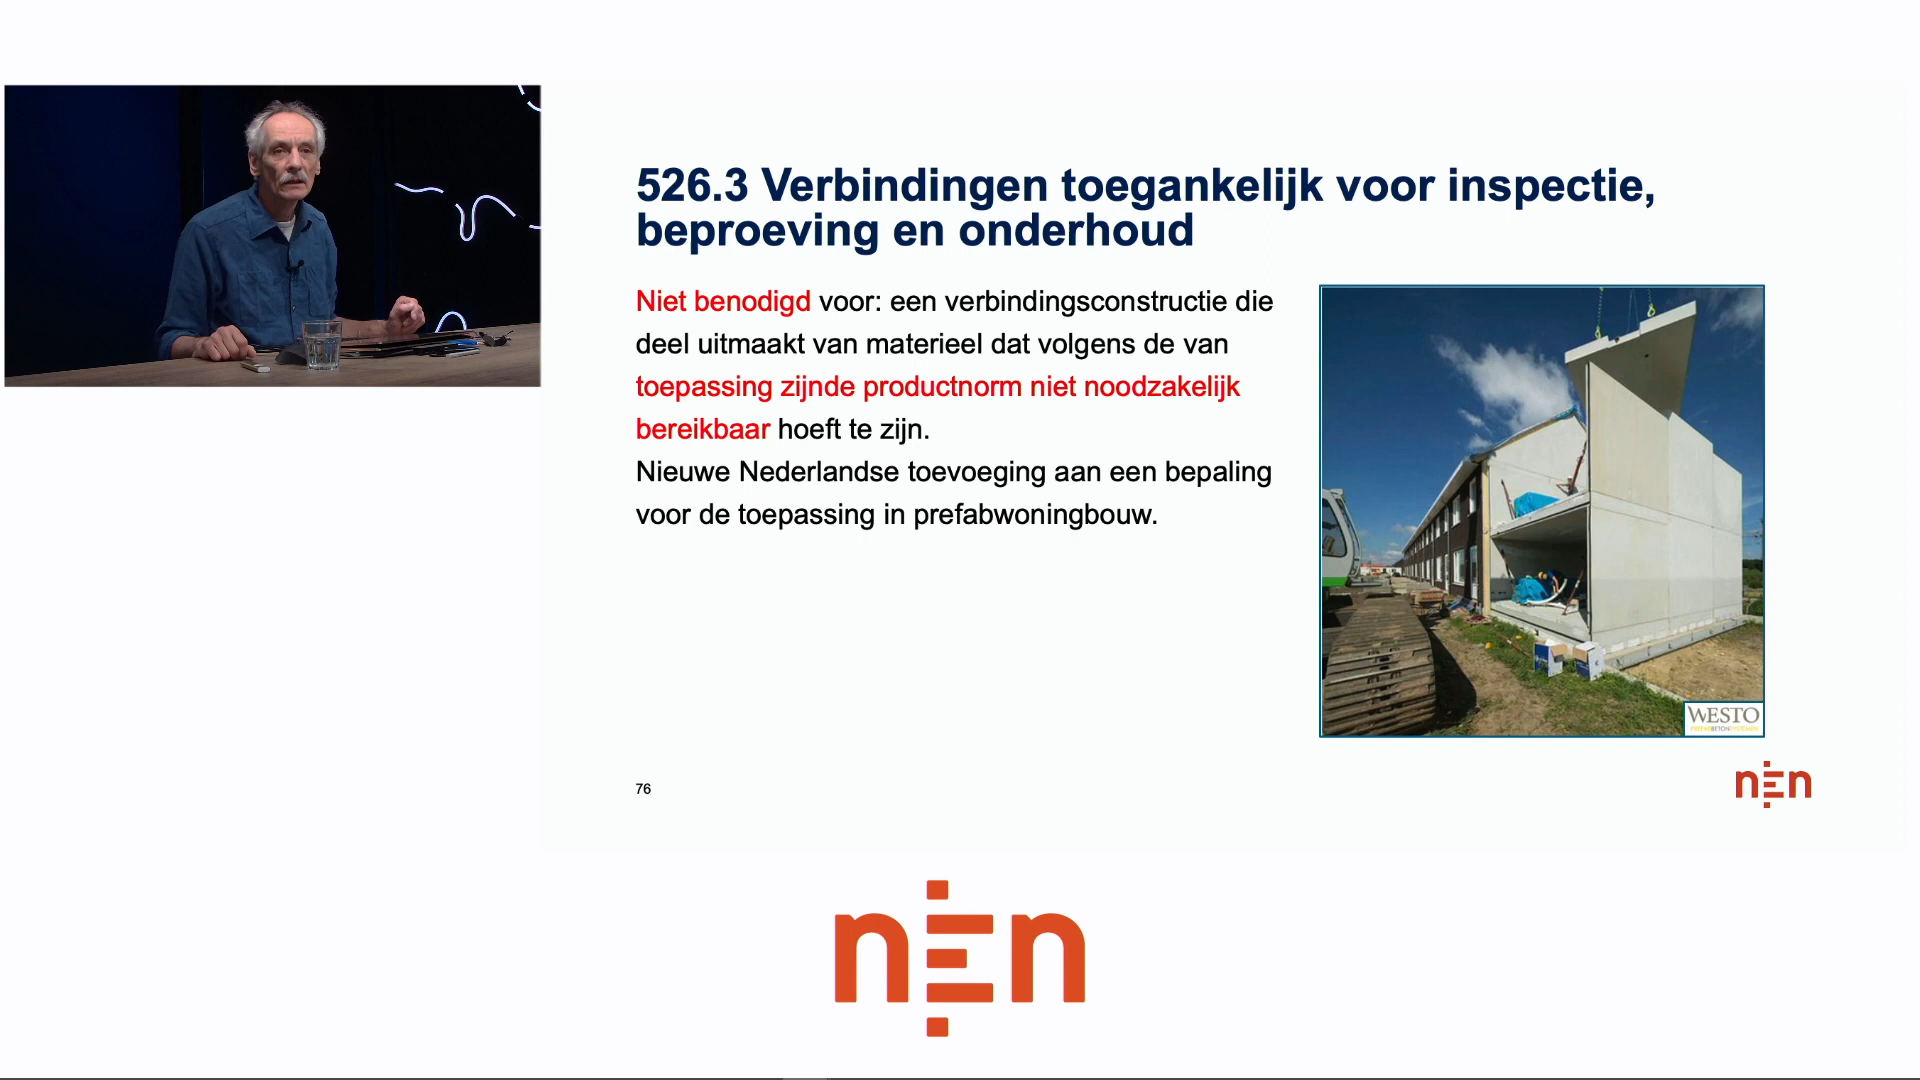 526.3 Verbindingen toegankelijk voor inspectie,
beproeving en onderhoud
Niet benodigd voor: een verbindingsconstructie die
deel uitmaakt van materieel dat volgens de van
toepassing zijnde productnorm niet noodzakelijk
bereikbaar hoeft te zijn.
Nieuwe Nederlandse toevoeging aan een bepaling
voor de toepassing in prefabwoningbouw.
WESTO
76
nEn
nEn